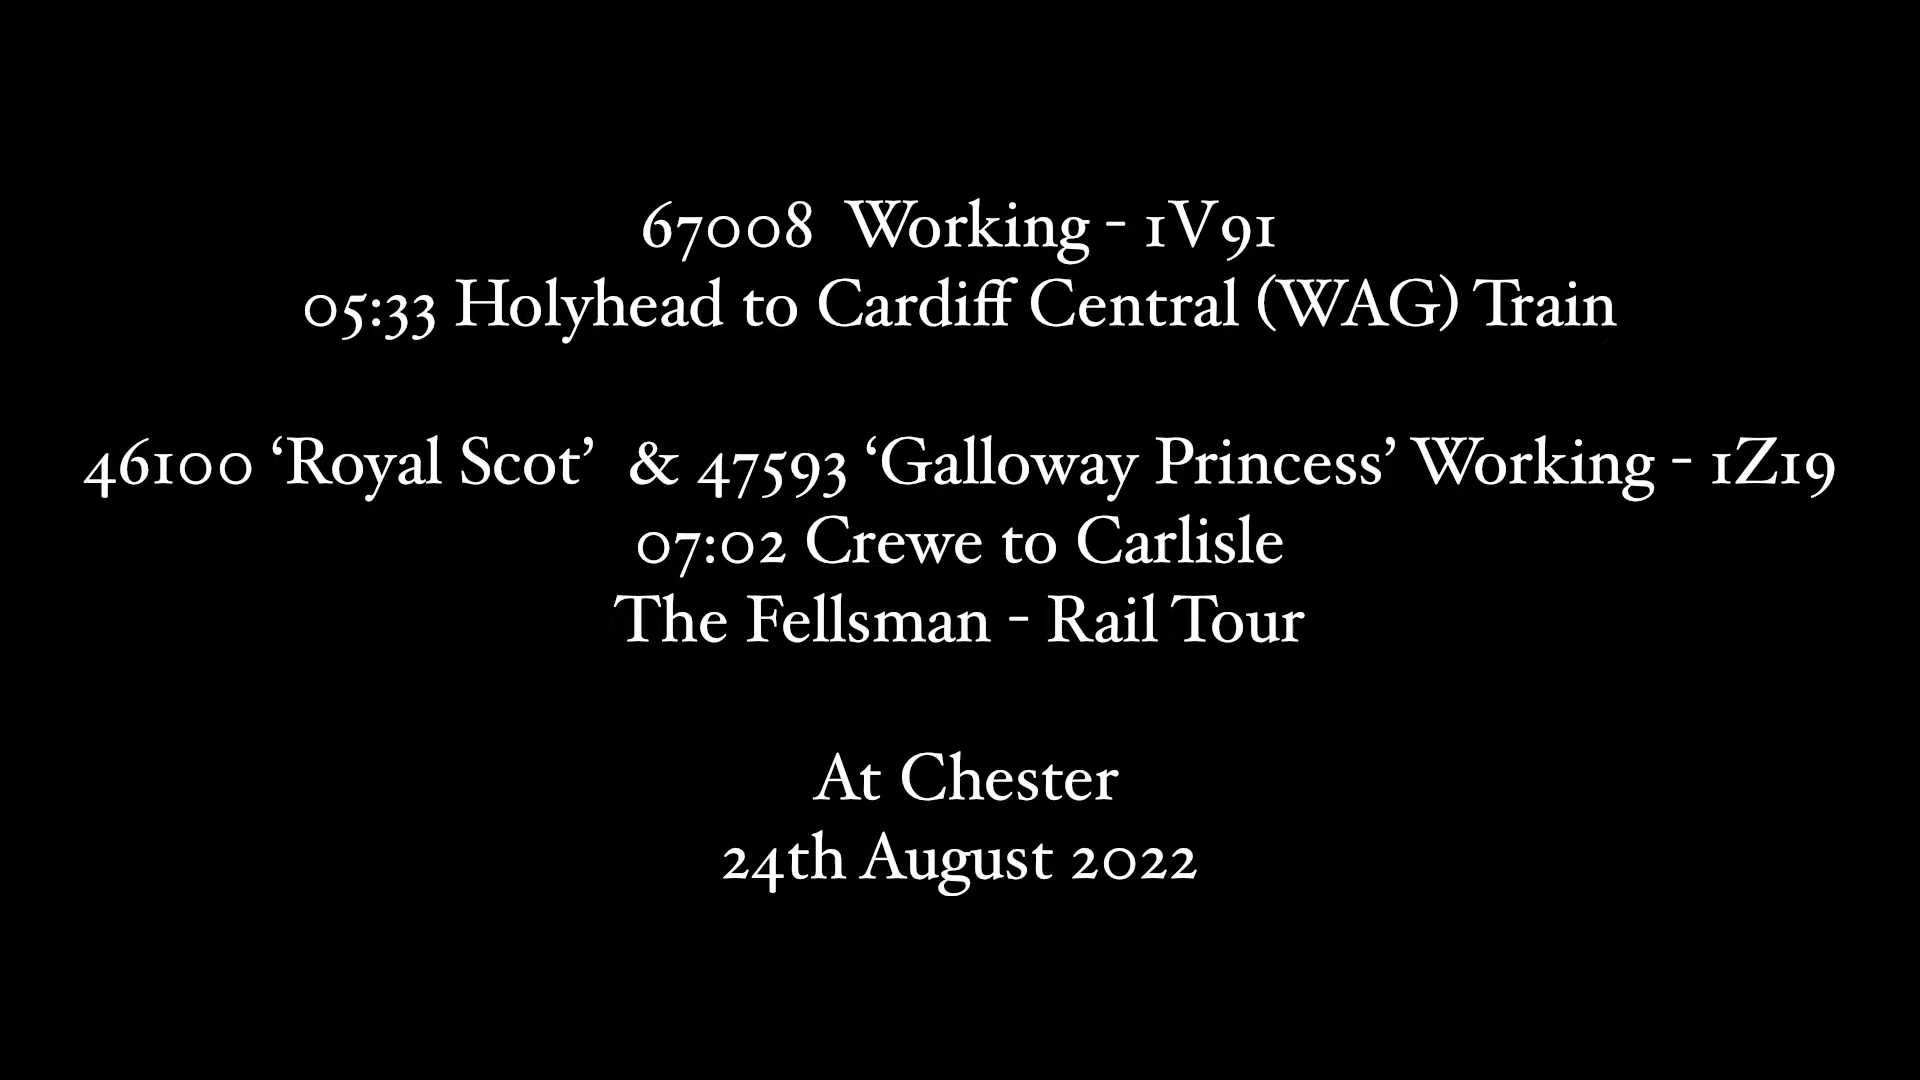 67008  Working - 1V91
05:33 Holyhead to Cardiff Central (WAG) Train
46100 ‘Royal Scot’  & 47593 ‘Galloway Princess’ Working - 1Z19
07:02 Crewe to Carlisle
The Fellsman - Rail Tour
At Chester
24th August 2022